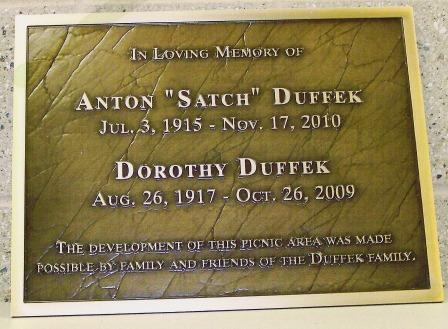 In Loving Memory of
Anton "Satch" Duffek
Jul. 3, 1915 - Nov. 17, 2010
Dorothy Duffek
Aug. 26, 1917 - Oct. 26, 2009
The development of this picnic area was made
possible by family and friends of the Duffek family.